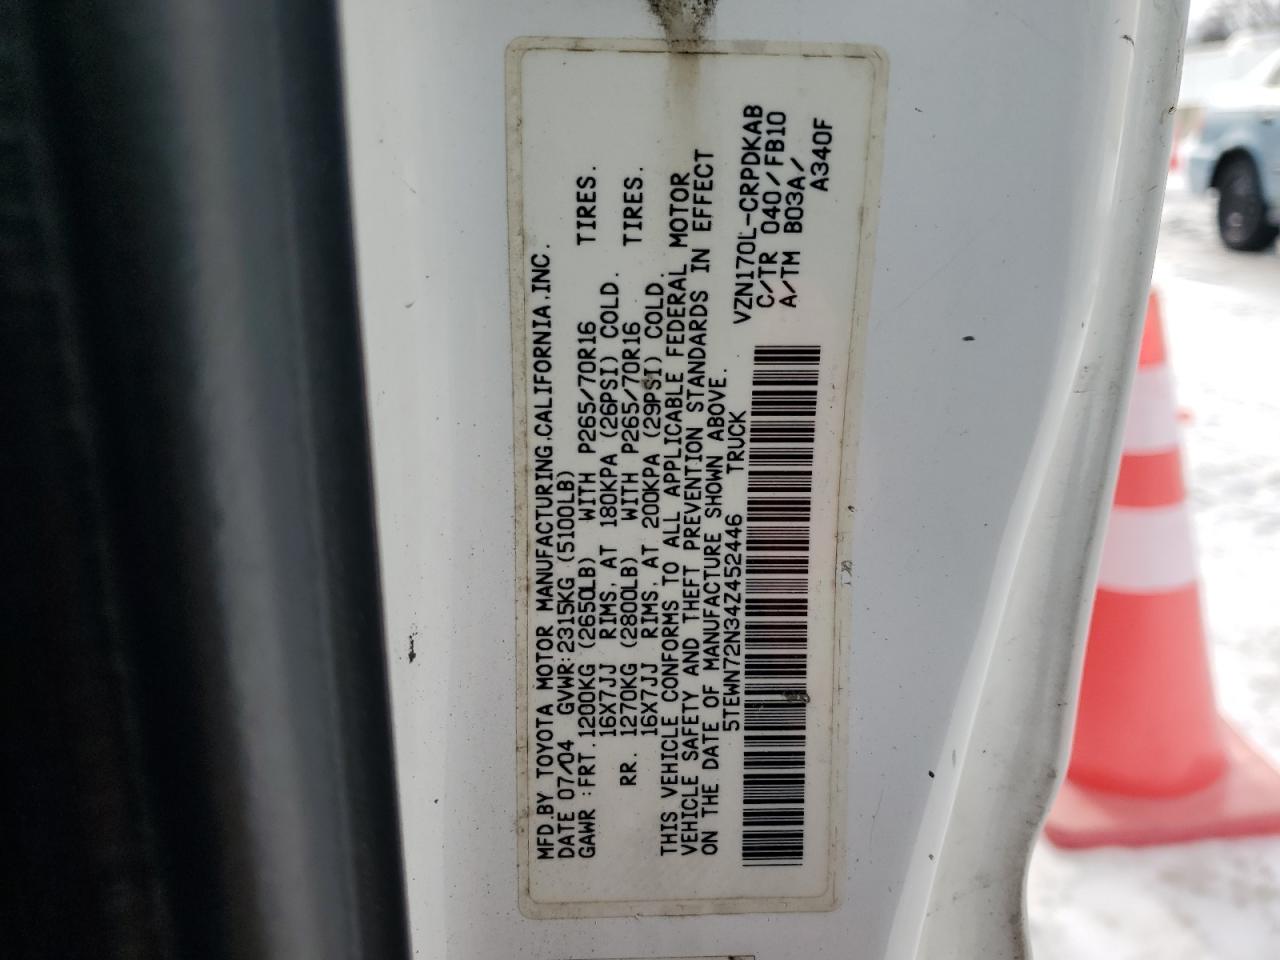 MFD.BY TOYOTA MOTOR MANUFACTURING.CALIFORNIA.INC.
DATE 07/04 GVWR:2315KG (5100LB)
GAWR :FRT.1200KG (2650LB) WITH P265/70R16 TIRES.
16X7JJ RIMS, AT 180KPA (26PSI) COLD.
RR. 1270KG (2800LB) WITH P265/70R16 TIRES.
16X7JJ RIMS, AT 200KPA (29PSI) COLD
THIS VEHICLE CONFORMS TO ALL APPLICABLE FEDERAL MOTOR
VEHICLE SAFETY AND THEFT PREVENTION STANDARDS IN EFFECT
ON THE DATE OF MANUFACTURE SHOWN ABOVE.
5TEWN72N34Z452446 TRUCK
VZN170L-CRPDKAB
C/TR 040/FB10
A/TM B03A/
A340F